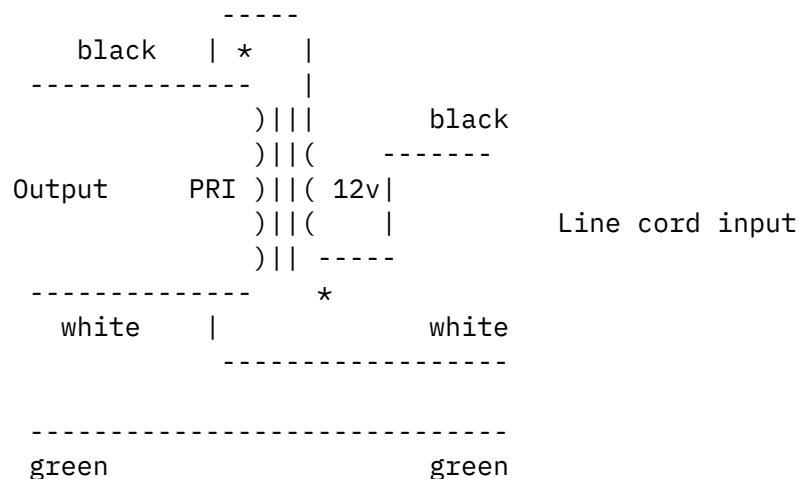 -----
     black   | *   |
  --------------   |
                )|||       black
                )||(    -------
 Output     PRI )||( 12v|
                )||(    |          Line cord input
                )|| -----
  --------------    *
    white    |             white
              ------------------

  ------------------------------
  green                    green